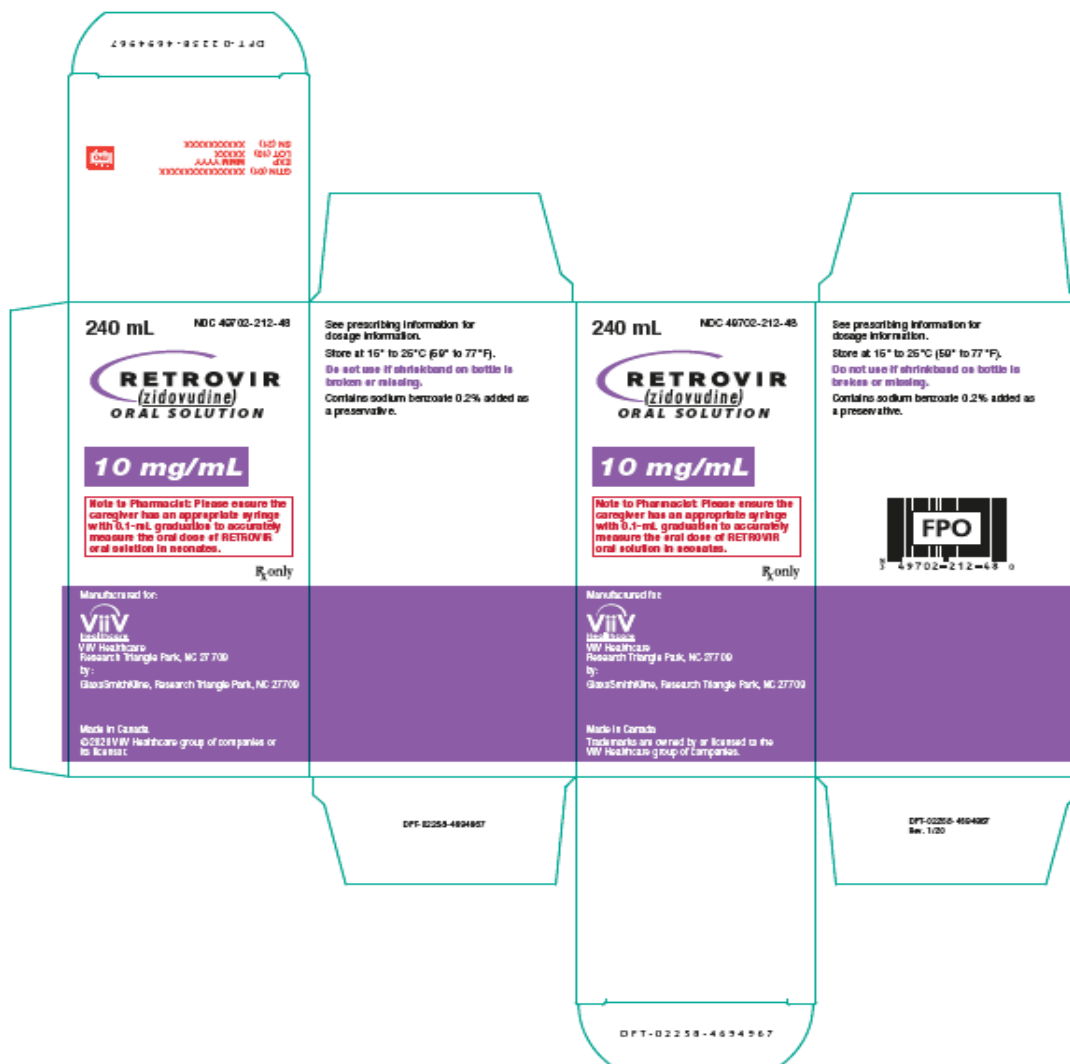 DFT-02258-4694967
GTIN (01) XXXXXXXXXXXXXX
EXP MMM YYYY
LOT (10) XXXXX
SN (21) XXXXXXXXXXX
240 mL NDC 49702-212-48
RETROVIR
(zidovudine)
ORAL SOLUTION
10 mg/mL
Note to Pharmacist: Please ensure the
caregiver has an appropriate syringe
with 0.1-mL graduation to accurately
measure the oral dose of RETROVIR
oral solution in neonates.
Rx only
Manufactured for:
ViiV
Healthcare
ViiV Healthcare
Research Triangle Park, NC 27709
by:
GlaxoSmithKline, Research Triangle Park, NC 27709
Made in Canada
©2020 ViiV Healthcare group of companies or
its licensor.
See prescribing information for
dosage information.
Store at 15° to 25°C (59° to 77°F).
Do not use if shrinkband on bottle is
broken or missing.
Contains sodium benzoate 0.2% added as
a preservative.
DFT-02258-4694967
240 mL NDC 49702-212-48
RETROVIR
(zidovudine)
ORAL SOLUTION
10 mg/mL
Note to Pharmacist: Please ensure the
caregiver has an appropriate syringe
with 0.1-mL graduation to accurately
measure the oral dose of RETROVIR
oral solution in neonates.
Rx only
Manufactured for:
ViiV
Healthcare
ViiV Healthcare
Research Triangle Park, NC 27709
by:
GlaxoSmithKline, Research Triangle Park, NC 27709
Made in Canada
Trademarks are owned by or licensed to the
ViiV Healthcare group of companies.
DFT-02258-4694967
See prescribing information for
dosage information.
Store at 15° to 25°C (59° to 77°F).
Do not use if shrinkband on bottle is
broken or missing.
Contains sodium benzoate 0.2% added as
a preservative.
FPO
N
3 49702-212-48 0
DFT-02258-4694967
Rev. 1/20